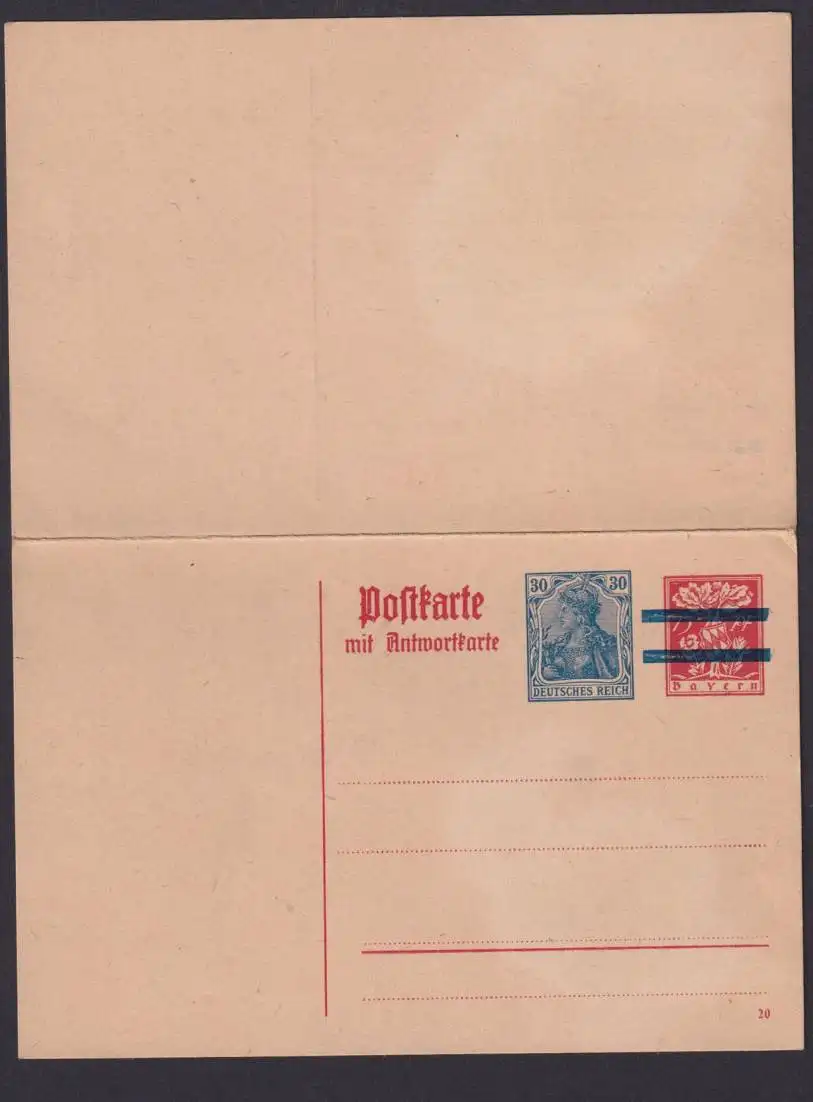 Postkarte
mit Antwortkarte
30 30
DEUTSCHES REICH
Bayern
20